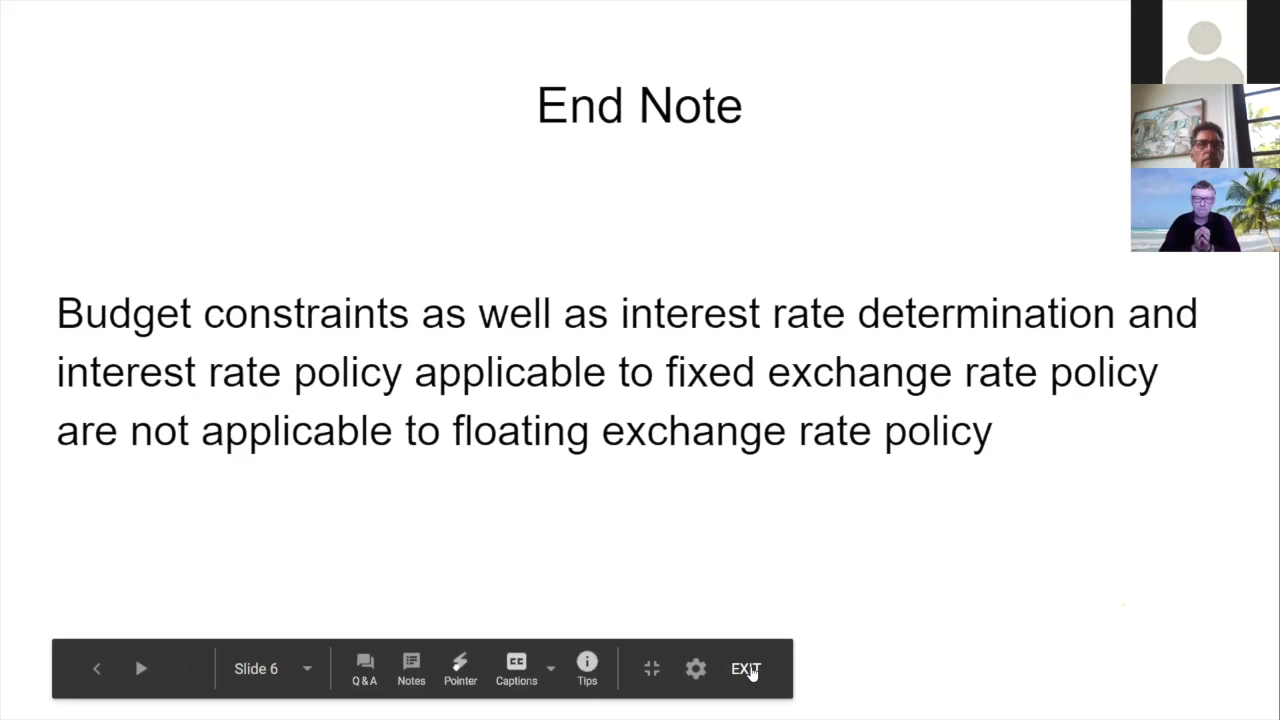 End Note
Budget constraints as well as interest rate determination and
interest rate policy applicable to fixed exchange rate policy
are not applicable to floating exchange rate policy
Slide 6
Q & A
Notes
Pointer
CC
Captions
Tips
EXIT